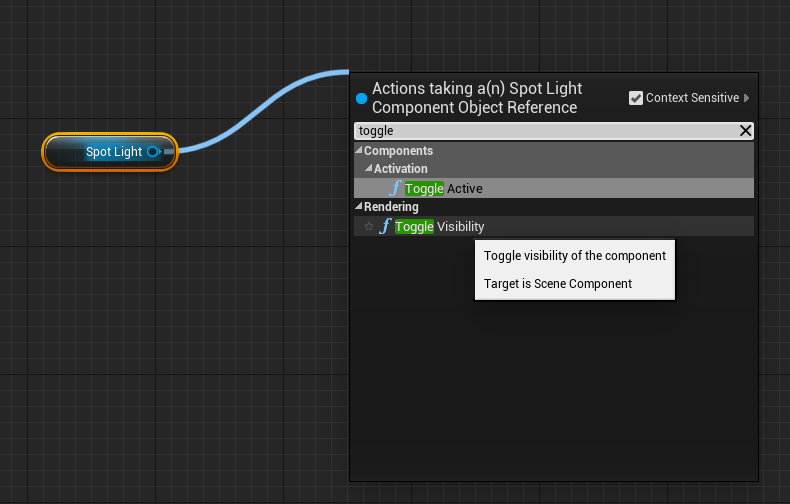 Spot Light
Actions taking a(n) Spot Light
Component Object Reference
Context Sensitive
toggle
Components
Activation
f Toggle Active
Rendering
f Toggle Visibility
Toggle visibility of the component
Target is Scene Component